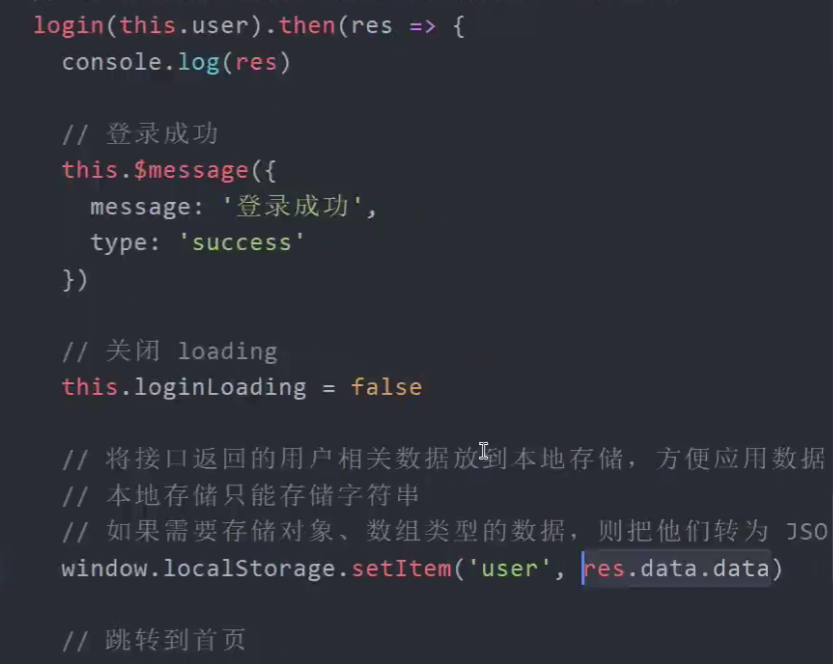 login(this.user).then(res => {
console.log(res)
// 登录成功
this.$message({
message: '登录成功',
type: 'success'
})
// 关闭 loading
this.loginLoading = false
// 将接口返回的用户相关数据放到本地存储，方便应用数据
// 本地存储只能存储字符串
// 如果需要存储对象、数组类型的数据，则把他们转为 JSO
window.localStorage.setItem('user', res.data.data)
// 跳转到首页